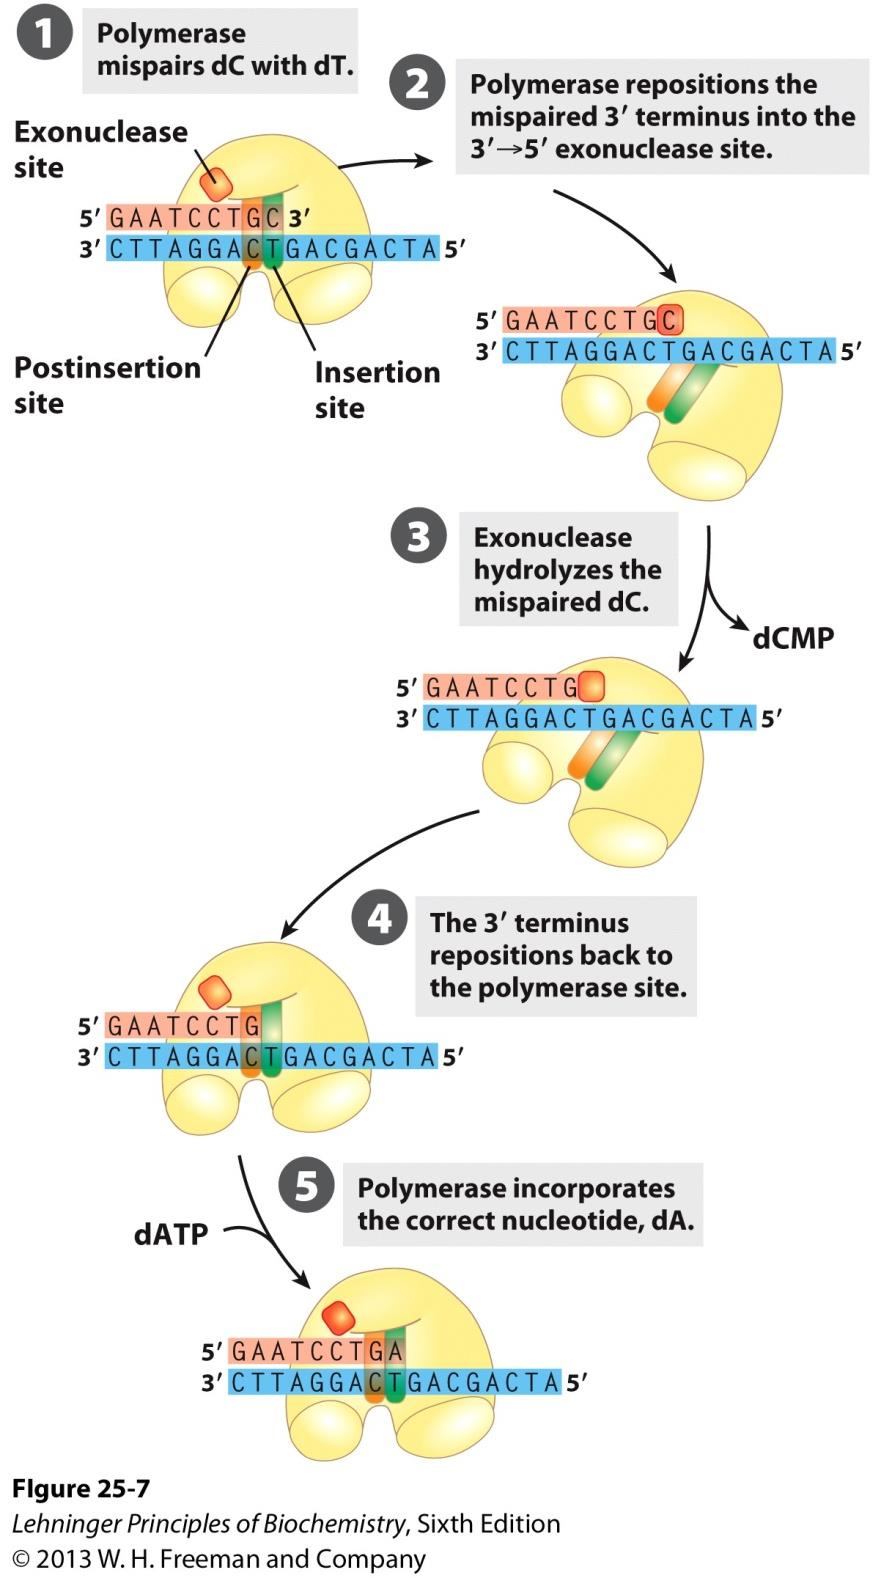 1
Polymerase
mispairs dC with dT.
2
Polymerase repositions the
mispaired 3′ terminus into the
3′→5′ exonuclease site.
Exonuclease
site
5′ GAATCCTGC 3′
3′ CTTAGGACTGACGACTA 5′
Postinsertion
site
Insertion
site
5′ GAATCCTGC
3′ CTTAGGACTGACGACTA 5′
3
Exonuclease
hydrolyzes the
mispaired dC.
dCMP
5′ GAATCCTG
3′ CTTAGGACTGACGACTA 5′
4
The 3′ terminus
repositions back to
the polymerase site.
5′ GAATCCTG
3′ CTTAGGACTGACGACTA 5′
5
Polymerase incorporates
the correct nucleotide, dA.
dATP
5′ GAATCCTGA
3′ CTTAGGACTGACGACTA 5′
FIgure 25-7
Lehninger Principles of Biochemistry, Sixth Edition
© 2013 W. H. Freeman and Company